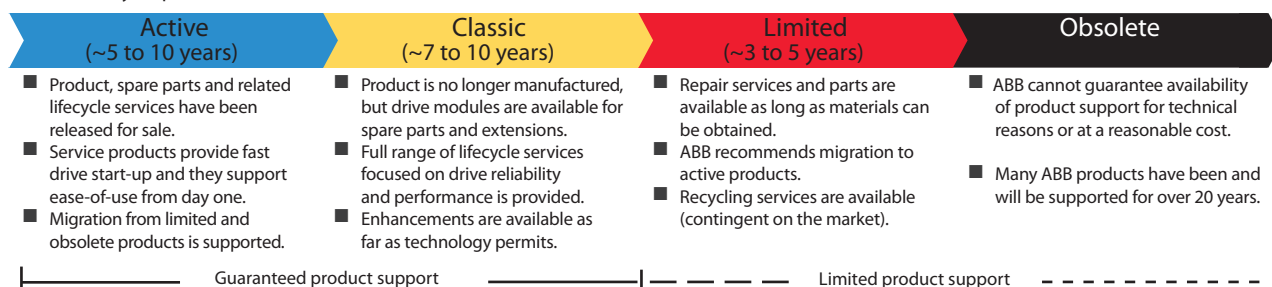 Active
(~5 to 10 years)
Classic
(~7 to 10 years)
Limited
(~3 to 5 years)
Obsolete
■ Product, spare parts and related
lifecycle services have been
released for sale.
■ Service products provide fast
drive start-up and they support
ease-of-use from day one.
■ Migration from limited and
obsolete products is supported.
■ Product is no longer manufactured,
but drive modules are available for
spare parts and extensions.
■ Full range of lifecycle services
focused on drive reliability
and performance is provided.
■ Enhancements are available as
far as technology permits.
■ Repair services and parts are
available as long as materials can
be obtained.
■ ABB recommends migration to
active products.
■ Recycling services are available
(contingent on the market).
■ ABB cannot guarantee availability
of product support for technical
reasons or at a reasonable cost.
■ Many ABB products have been and
will be supported for over 20 years.
Guaranteed product support
Limited product support